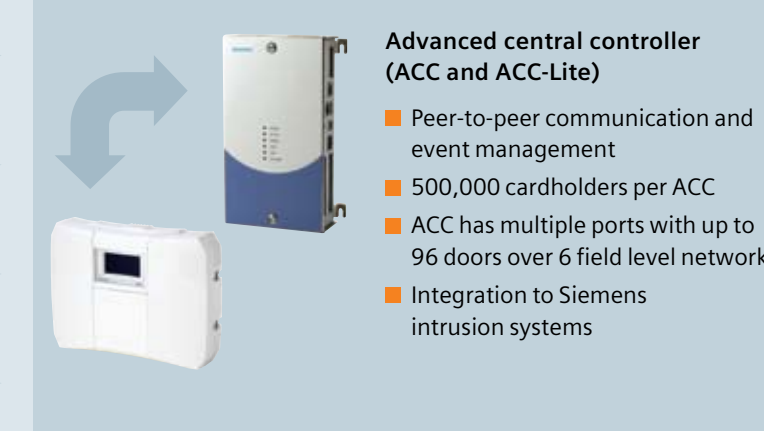 Advanced central controller
(ACC and ACC-Lite)
Peer-to-peer communication and
event management
500,000 cardholders per ACC
ACC has multiple ports with up to
96 doors over 6 field level network
Integration to Siemens
intrusion systems